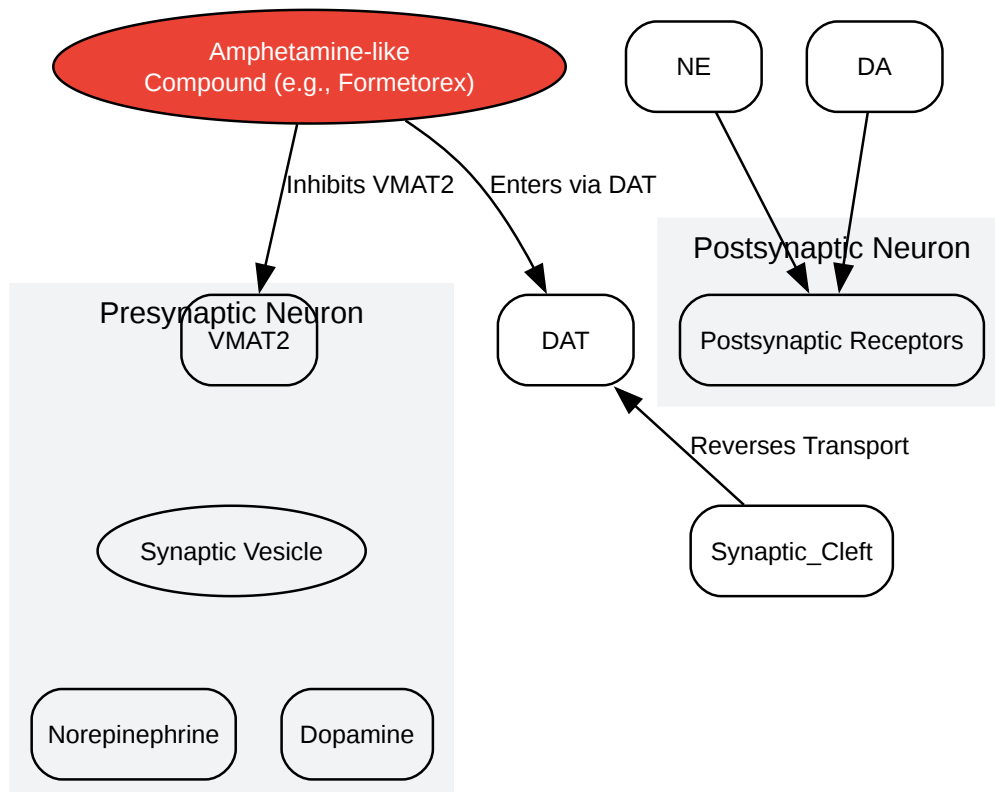 Amphetamine-like
Compound (e.g., Formetorex)
NE
DA
Inhibits VMAT2
Enters via DAT
Postsynaptic Neuron
Presynaptic Neuron
VMAT2
DAT
Postsynaptic Receptors
Reverses Transport
Synaptic Vesicle
Synaptic_Cleft
Norepinephrine
Dopamine